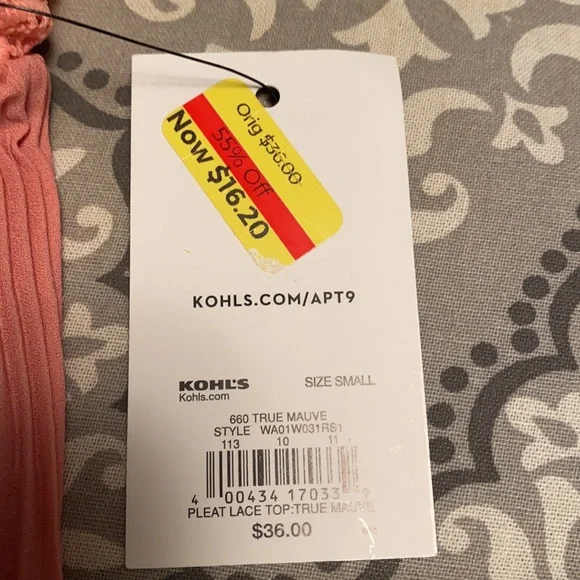 Orig $36.00
55% Off
Now $16.20
KOHLS.COM/APT9
KOHL'S SIZE SMALL
Kohls.com
660 TRUE MAUVE
STYLE WA01W031RS1
113 10 11
4 00434 17033
PLEAT LACE TOP:TRUE MAUVE
$36.00